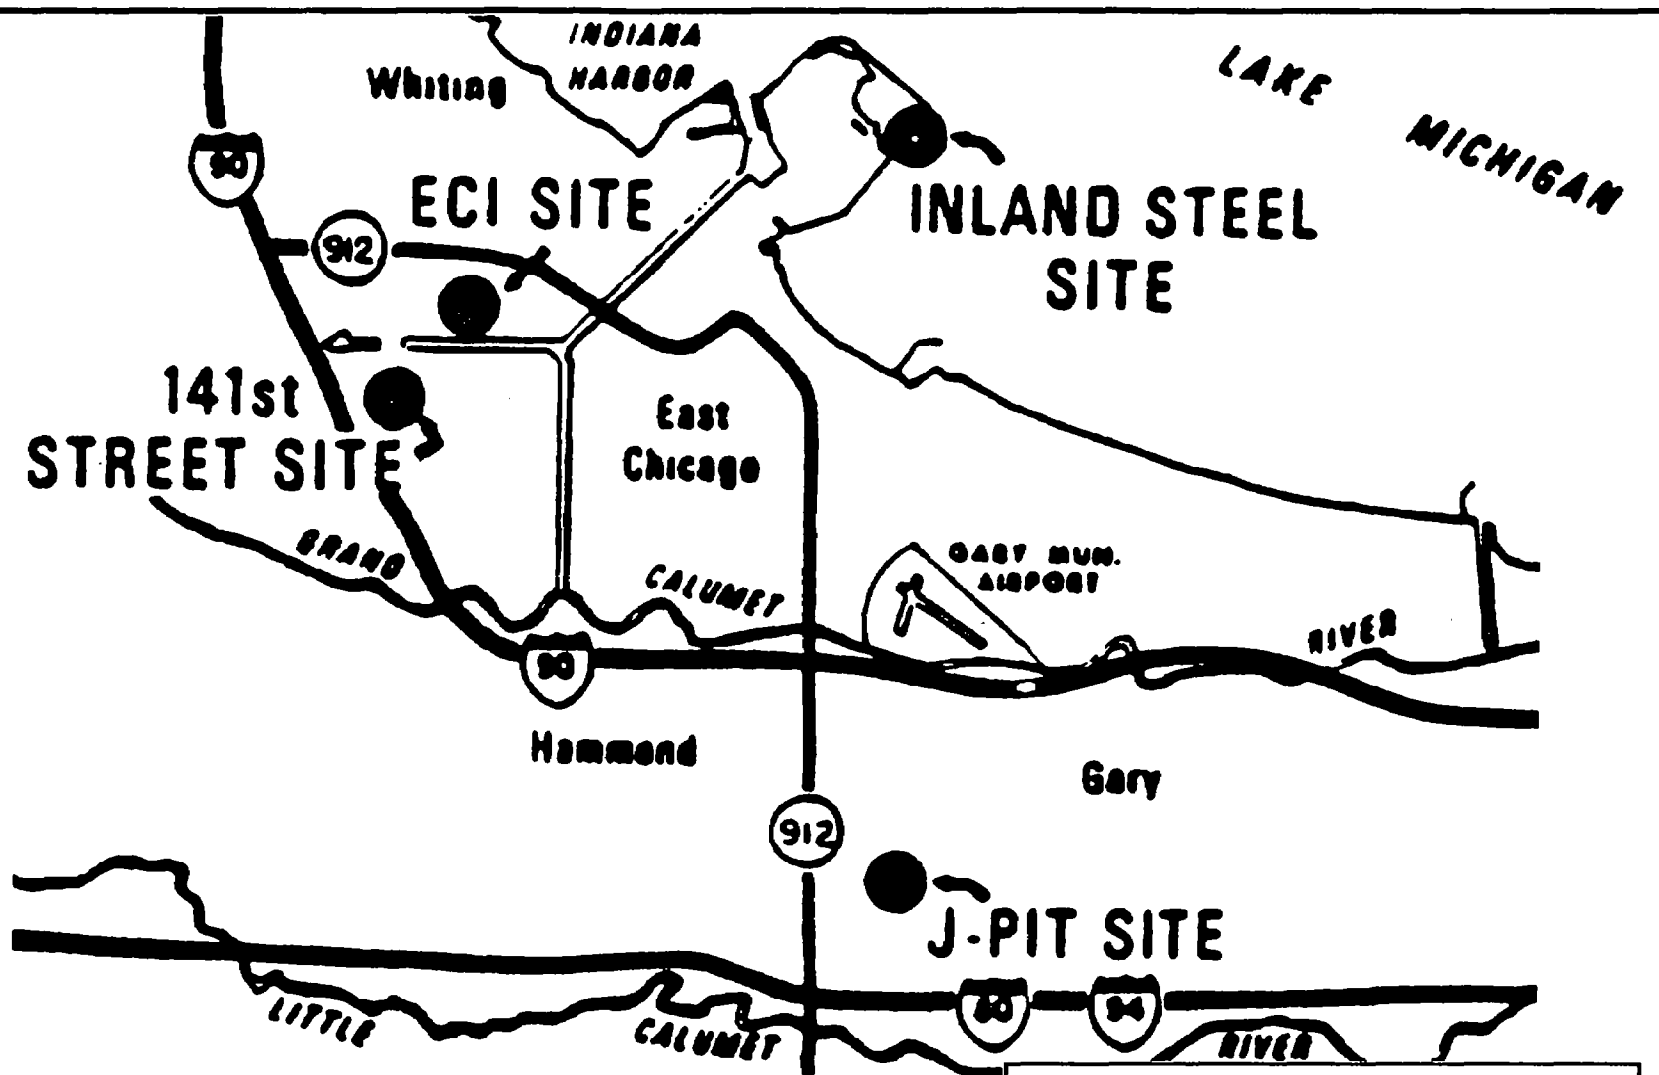 INDIANA
HARBOR
Whiting
LAKE
MICHIGAN
90
ECI SITE
INLAND STEEL
SITE
912
141st
STREET SITE
East
Chicago
GRAND
CALUMET
GARY MUN.
AIRPORT
RIVER
90
Hammond
Gary
912
J-PIT SITE
80
94
LITTLE
CALUMET
RIVER